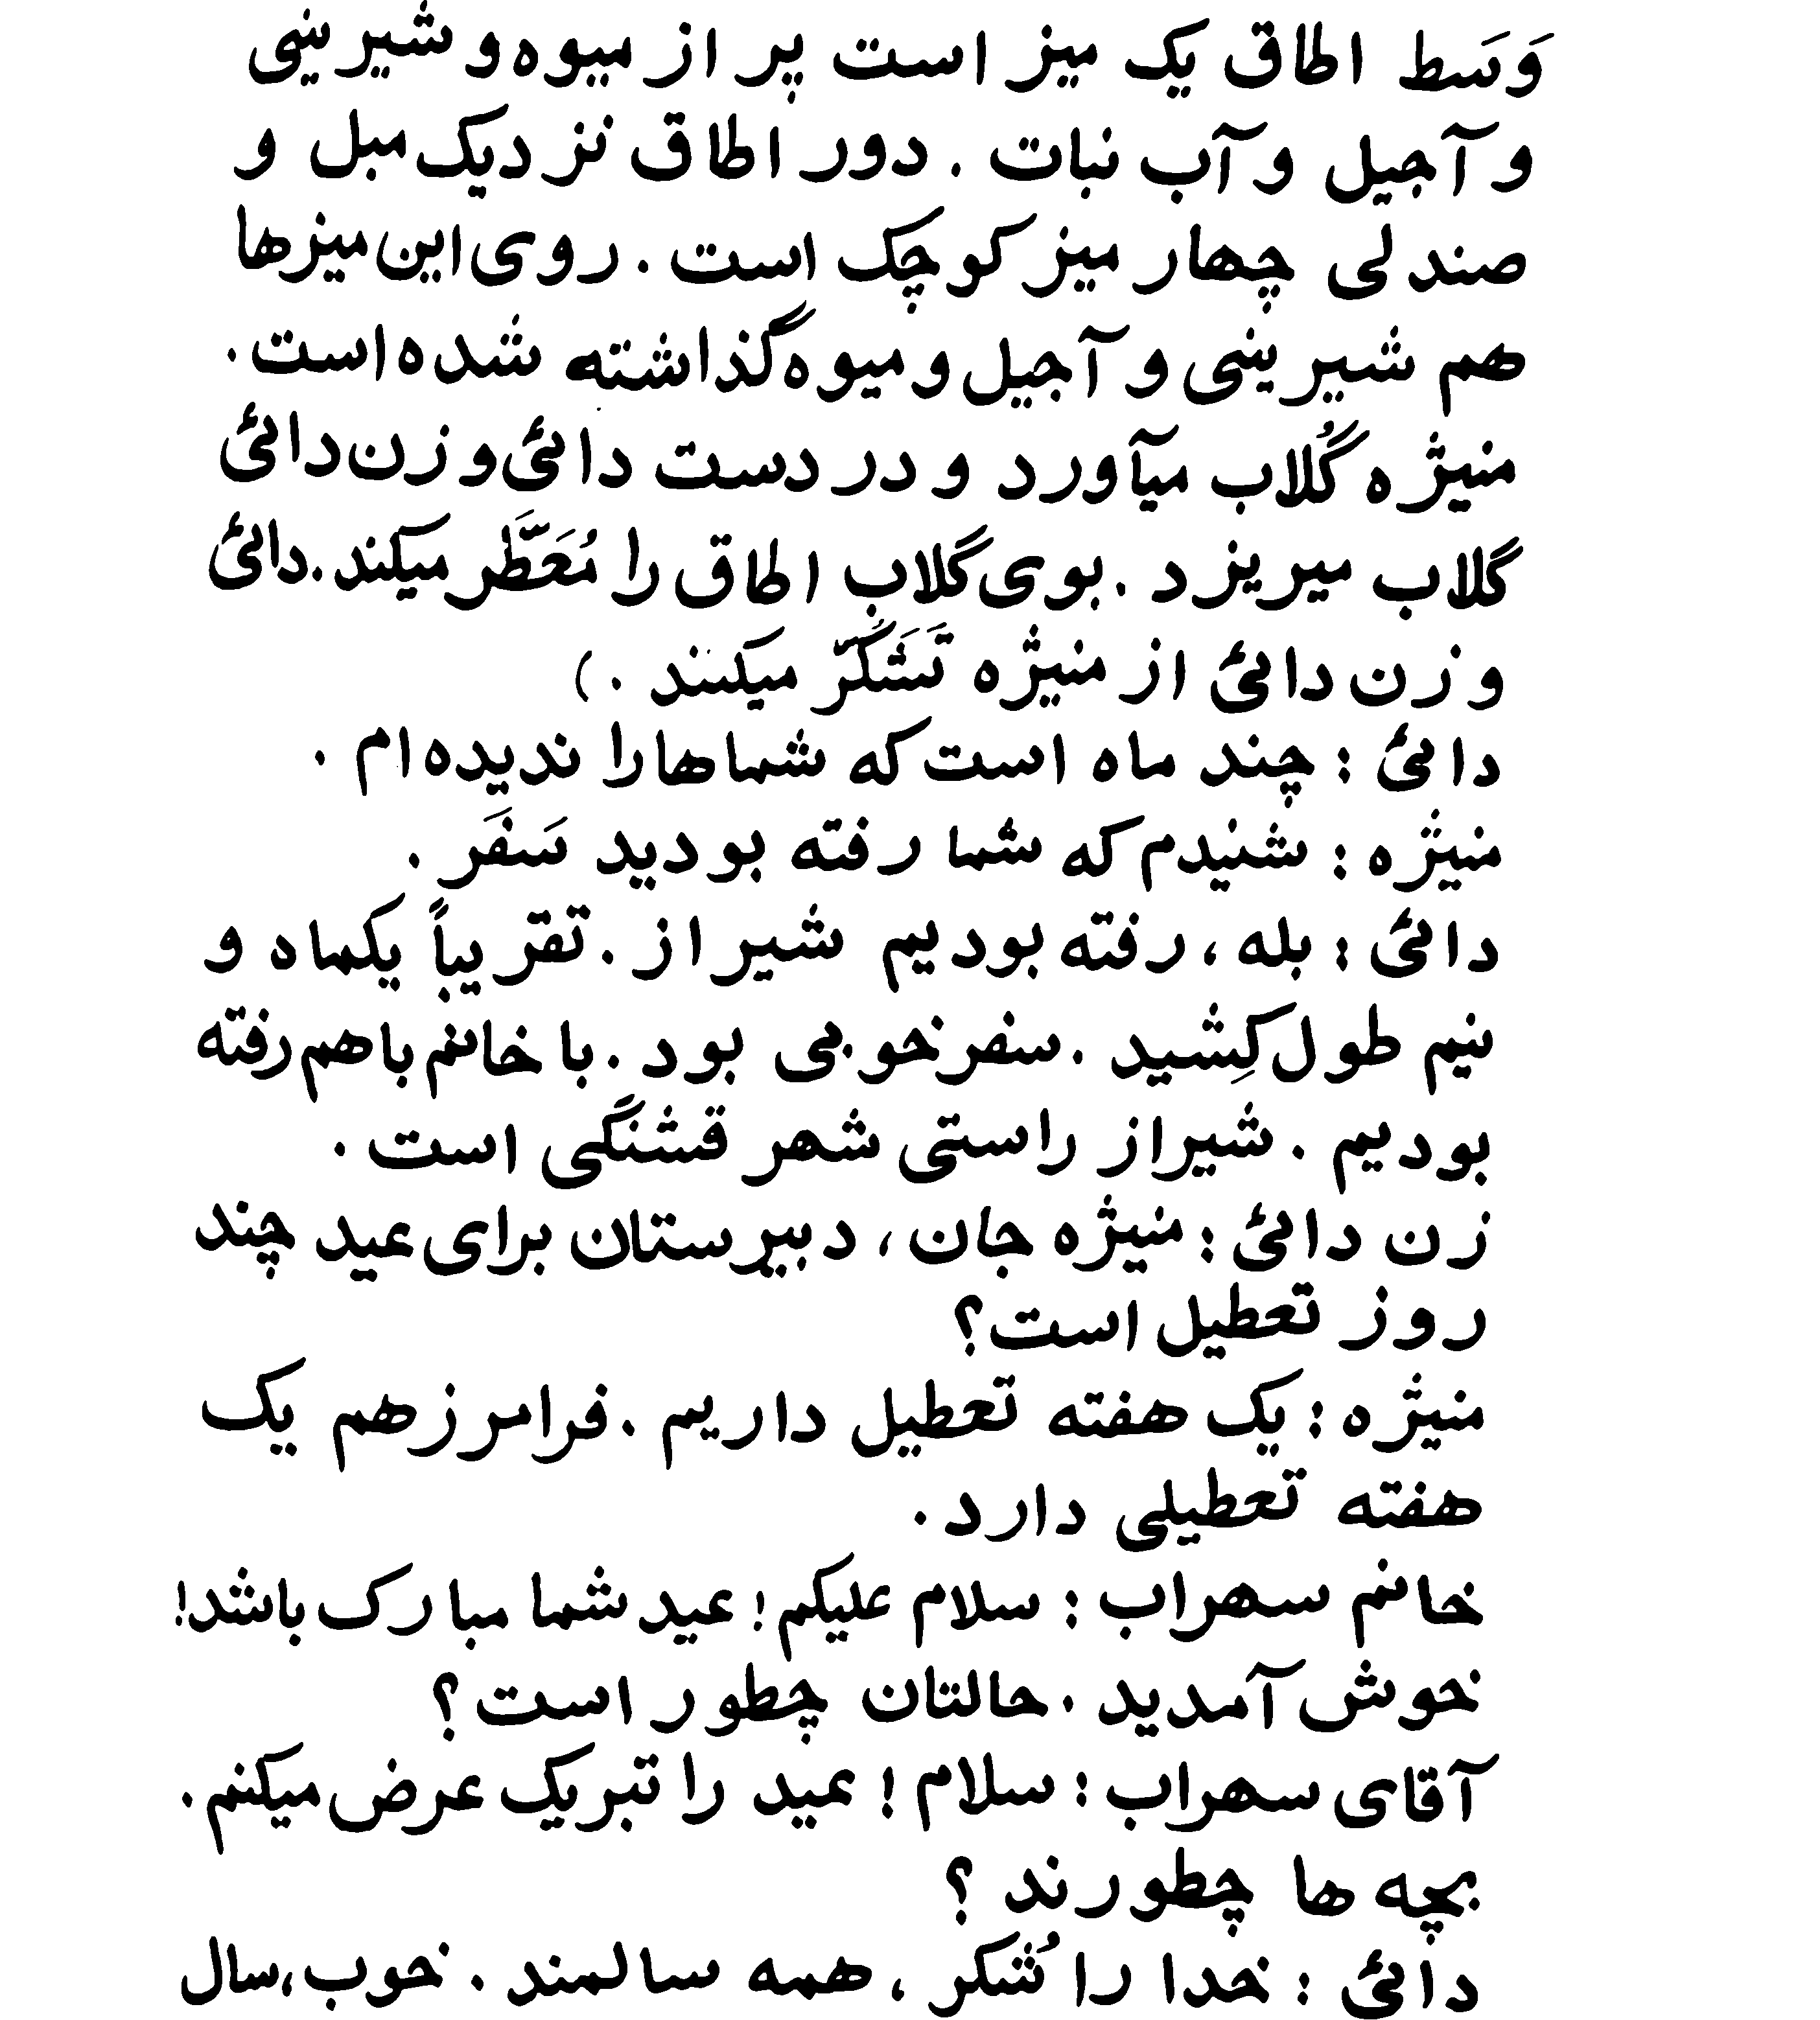 وَسَط اطاق یک میز است پر از میوه و شیرینی
و آجیل و آب نبات . دور اطاق نزدیک مبل و
صندلی چهار میز کوچک است . روی این میزها
هم شیرینی و آجیل و میوه گذاشته شده است .
منیژه گُلاب میآورد و در دست دائی و زن دائی
گلاب میریزد . بوی گلاب اطاق را مُعَطَّر میکند . دائی
و زن دائی از منیژه تَشَکُّر میکنند . )
دائی : چند ماه است که شماها را ندیده ام .
منیژه : شنیدم که شما رفته بودید سَفَر .
دائی : بله ، رفته بودیم شیراز . تقریباً یکماه و
نیم طول کِشید . سفر خوبی بود . با خانم با هم رفته
بودیم . شیراز راستی شهر قشنگی است .
زن دائی : منیژه جان ، دبیرستان برای عید چند
روز تعطیل است ؟
منیژه : یک هفته تعطیل داریم . فرامرز هم یک
هفته تعطیلی دارد .
خانم سهراب : سلام علیکم ! عید شما مبارک باشد !
خوش آمدید . حالتان چطور است ؟
آقای سهراب : سلام ! عید را تبریک عرض میکنم .
بچه ها چطورند ؟
دائی : خدا را شُکر ، همه سالمند . خوب ، سال